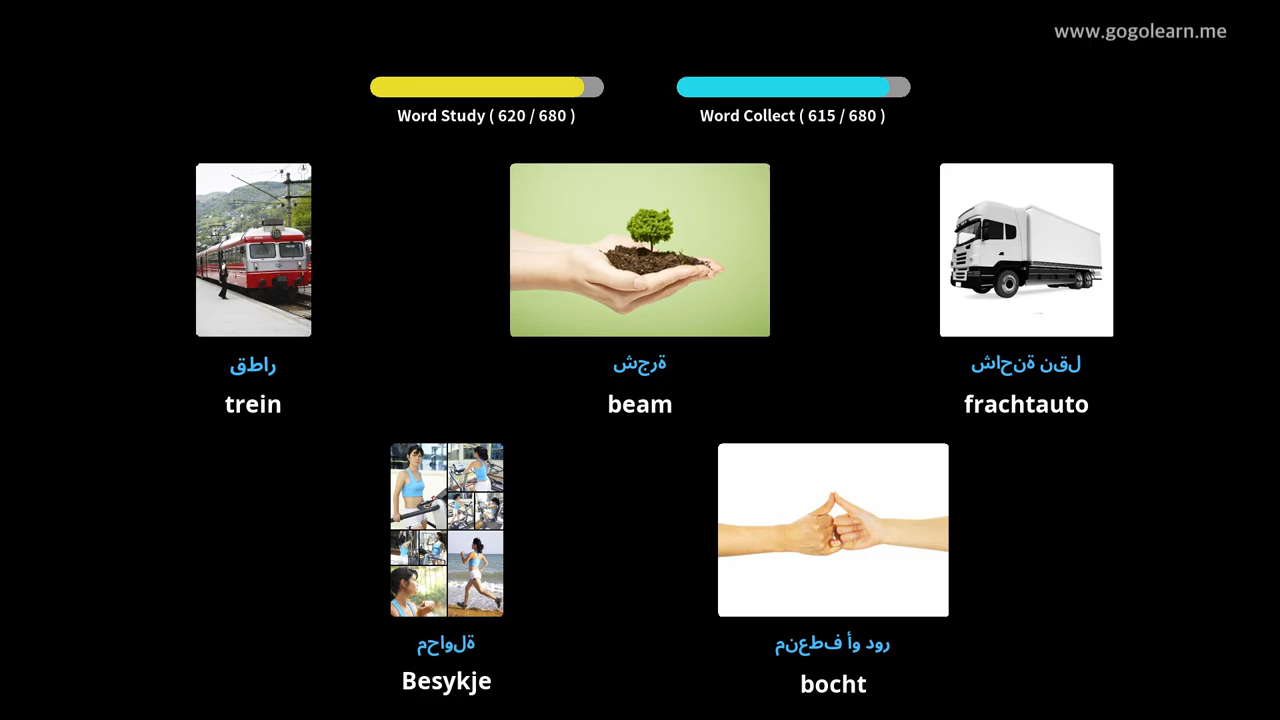 www.gogolearn.me
Word Study ( 620 / 680 )
Word Collect ( 615 / 680 )
راطق
ةرجش
لقن ةنحاش
trein
beam
frachtauto
ةلواحم
رود وأ فطعنم
Besykje
bocht